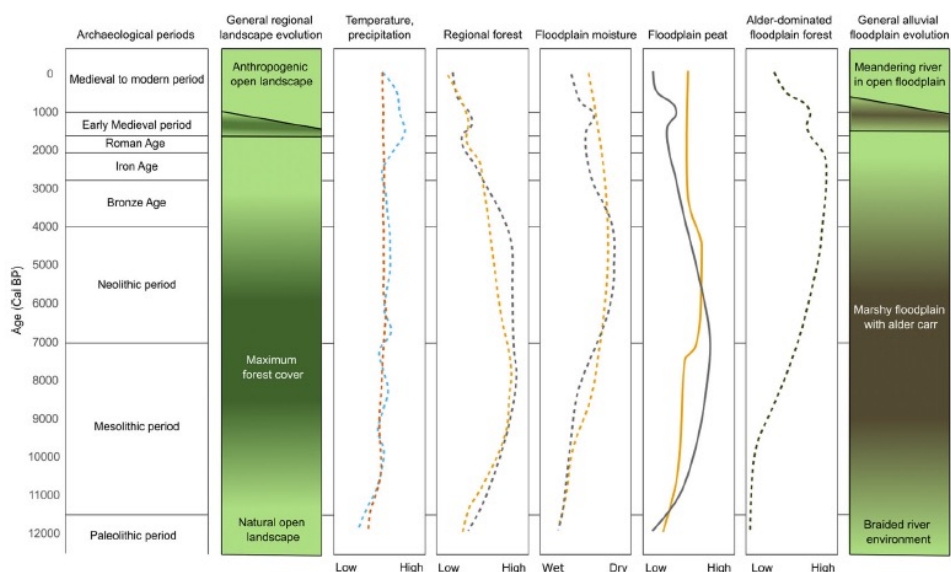 Archaeological periods
General regional
landscape evolution
Temperature,
precipitation
Regional forest
Floodplain moisture
Floodplain peat
Alder-dominated
floodplain forest
General alluvial
floodplain evolution
Age (Cal BP)
0
1000
2000
3000
4000
5000
6000
7000
8000
9000
10000
11000
12000
Medieval to modern period
Early Medieval period
Roman Age
Iron Age
Bronze Age
Neolithic period
Mesolithic period
Paleolithic period
Anthropogenic
open landscape
Maximum
forest cover
Natural open
landscape
Meandering river
in open floodplain
Marshy floodplain
with alder carr
Braided river
environment
Low High
Low High
Wet Dry
Low High
Low High